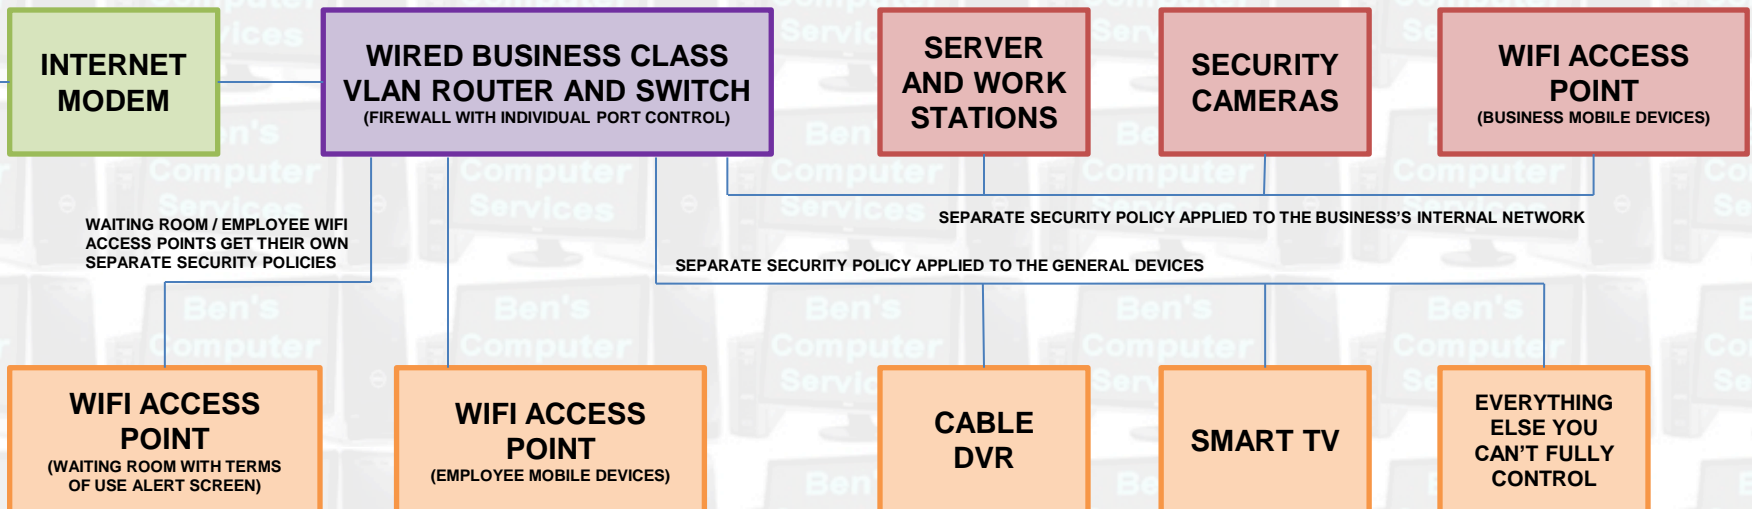 INTERNET
MODEM
WIRED BUSINESS CLASS
VLAN ROUTER AND SWITCH
(FIREWALL WITH INDIVIDUAL PORT CONTROL)
SERVER
AND WORK
STATIONS
SECURITY
CAMERAS
WIFI ACCESS
POINT
(BUSINESS MOBILE DEVICES)
WAITING ROOM / EMPLOYEE WIFI
ACCESS POINTS GET THEIR OWN
SEPARATE SECURITY POLICIES
SEPARATE SECURITY POLICY APPLIED TO THE BUSINESS'S INTERNAL NETWORK
SEPARATE SECURITY POLICY APPLIED TO THE GENERAL DEVICES
WIFI ACCESS
POINT
(WAITING ROOM WITH TERMS
OF USE ALERT SCREEN)
WIFI ACCESS
POINT
(EMPLOYEE MOBILE DEVICES)
CABLE
DVR
SMART TV
EVERYTHING
ELSE YOU
CAN'T FULLY
CONTROL
Ben's
Computer
Services